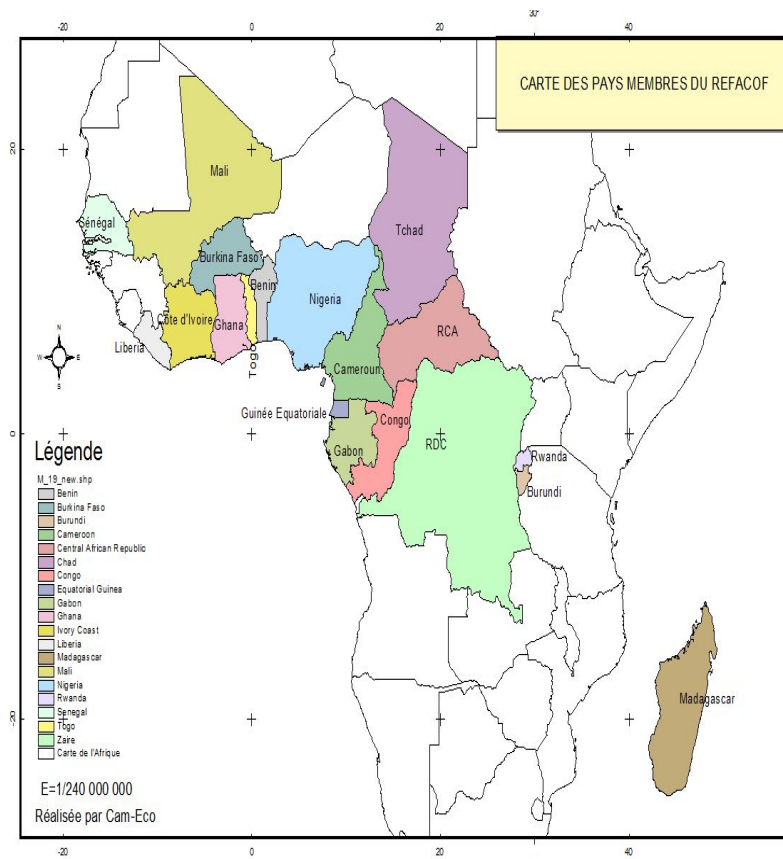 -20
0
20
30°
40
CARTE DES PAYS MEMBRES DU REFACOF
20
20
Mali
Sénégal
Tchad
Burkina Faso
Benin
Nigeria
Côte d'Ivoire
Ghana
RCA
Liberia
Togo
Cameroun
N
W
E
S
Guinée Equatoriale
Congo
0
0
Gabon
RDC
Rwanda
Burundi
Légende
M_19_new.shp
Benin
Burkina Faso
Burundi
Cameroon
Central African Republic
Chad
Congo
Equatorial Guinea
Gabon
Ghana
Ivory Coast
Liberia
Madagascar
Mali
Nigeria
Rwanda
Senegal
Togo
Zaire
Carte de l'Afrique
Madagascar
-20
-20
E=1/240 000 000
Réalisée par Cam-Eco
-20
0
20
30
40